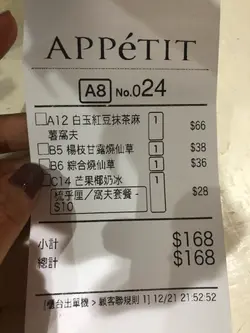 APPéTIT
A8 No.024
A12 白玉紅豆抹茶麻 1 $66
薯窩夫
B5 楊枝甘露燒仙草 1 $38
B6 綜合燒仙草 1 $36
C14 芒果椰奶冰 1
梳乎厘／窩夫套餐 - $28
$10
小計 $168
總計 $168
[櫃台出單機 > 顧客聯規則 1] 12/21 21:52:52